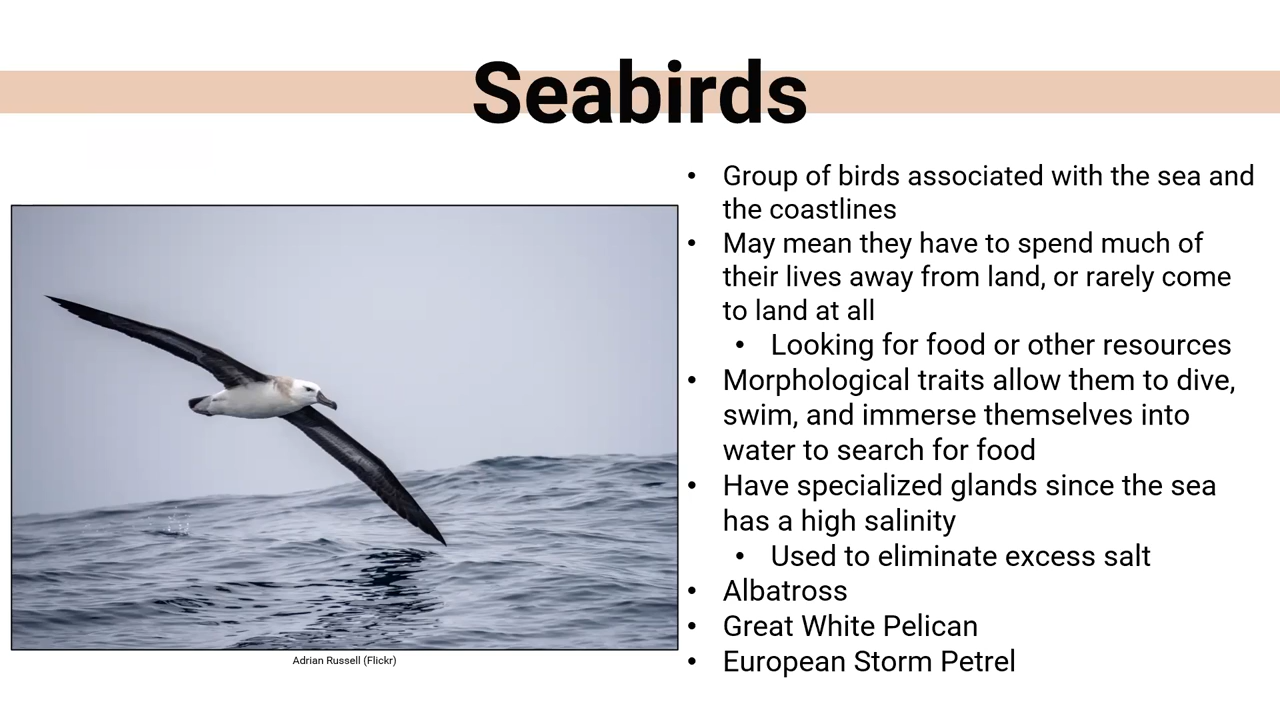 Seabirds
• Group of birds associated with the sea and
the coastlines
• May mean they have to spend much of
their lives away from land, or rarely come
to land at all
• Looking for food or other resources
• Morphological traits allow them to dive,
swim, and immerse themselves into
water to search for food
• Have specialized glands since the sea
has a high salinity
• Used to eliminate excess salt
• Albatross
• Great White Pelican
• European Storm Petrel
Adrian Russell (Flickr)